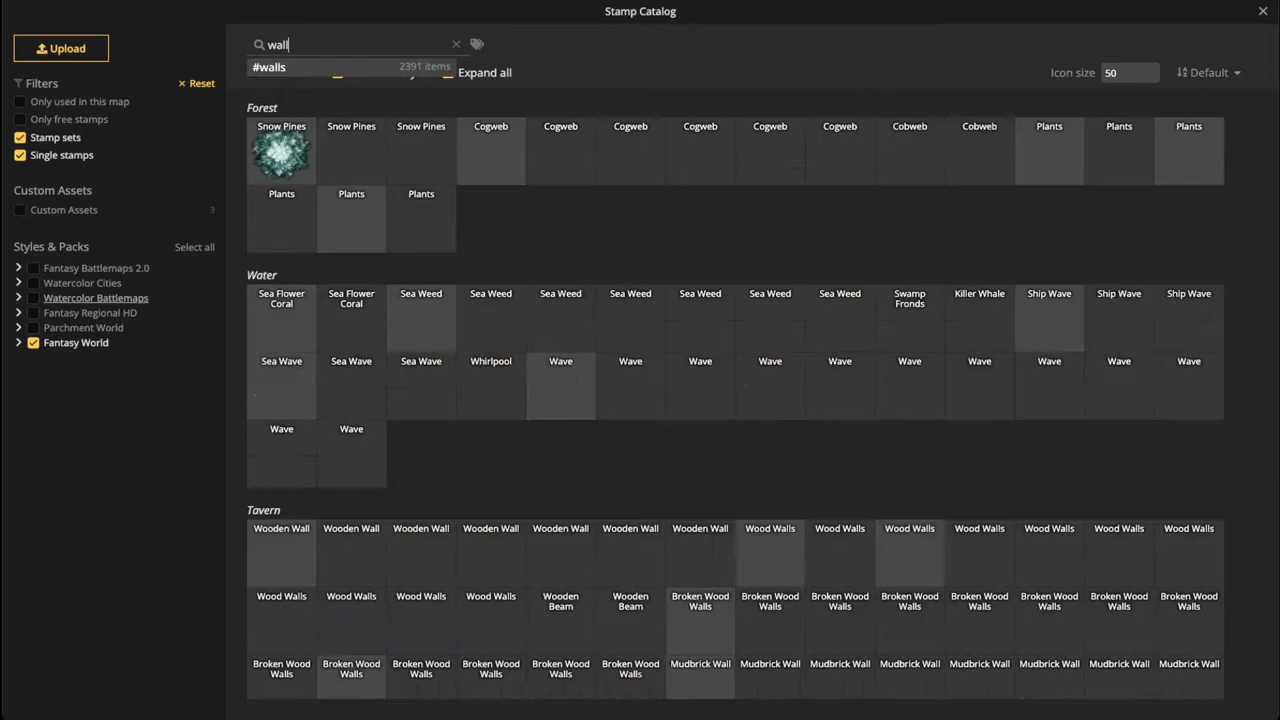 Stamp Catalog
Upload
Filters
Reset
Only used in this map
Only free stamps
Stamp sets
Single stamps
Custom Assets
Custom Assets 3
Styles & Packs Select all
Fantasy Battlemaps 2.0
Watercolor Cities
Watercolor Battlemaps
Fantasy Regional HD
Parchment World
Fantasy World
wall
#walls 2391 items
Expand all
Icon size 50 Default
Forest
Snow Pines Snow Pines Snow Pines Cogweb Cogweb Cogweb Cogweb Cogweb Cogweb Cobweb Cobweb Plants Plants Plants
Plants Plants Plants
Water
Sea Flower Coral Sea Flower Coral Sea Weed Sea Weed Sea Weed Sea Weed Sea Weed Sea Weed Sea Weed Swamp Fronds Killer Whale Ship Wave Ship Wave Ship Wave
Sea Wave Sea Wave Sea Wave Whirlpool Wave Wave Wave Wave Wave Wave Wave Wave Wave Wave
Wave Wave
Tavern
Wooden Wall Wooden Wall Wooden Wall Wooden Wall Wooden Wall Wooden Wall Wooden Wall Wood Walls Wood Walls Wood Walls Wood Walls Wood Walls Wood Walls Wood Walls
Wood Walls Wood Walls Wood Walls Wood Walls Wooden Beam Wooden Beam Broken Wood Walls Broken Wood Walls Broken Wood Walls Broken Wood Walls Broken Wood Walls Broken Wood Walls Broken Wood Walls Broken Wood Walls
Broken Wood Walls Broken Wood Walls Broken Wood Walls Broken Wood Walls Broken Wood Walls Broken Wood Walls Mudbrick Wall Mudbrick Wall Mudbrick Wall Mudbrick Wall Mudbrick Wall Mudbrick Wall Mudbrick Wall Mudbrick Wall